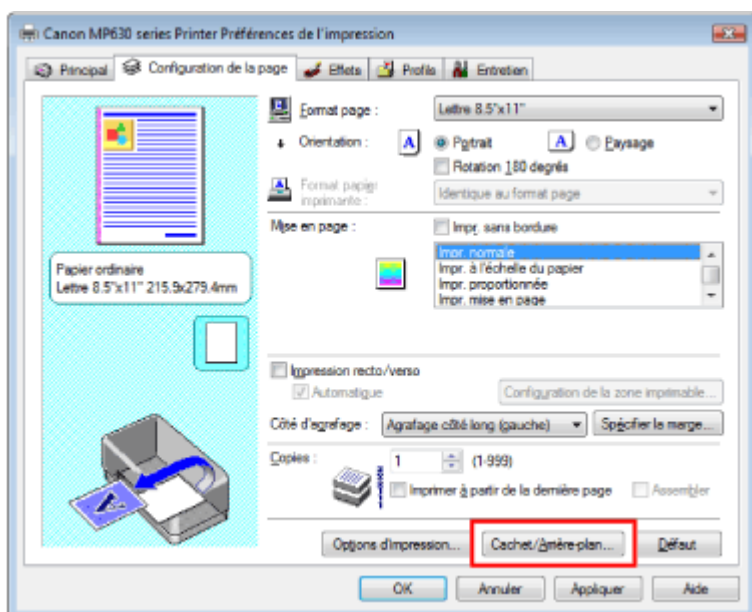 Canon MP630 series Printer Préférences de l'impression
Principal Configuration de la page Effets Profils Entretien
Format page : Lettre 8.5"x11"
Orientation : A Portrait A Paysage
Rotation 180 degrés
Format papier imprimante : Identique au format page
Mise en page : Impr. sans bordure
Impr. normale
Impr. à l'échelle du papier
Impr. proportionnée
Impr. mise en page
Papier ordinaire
Lettre 8.5"x11" 215.9x279.4mm
Impression recto/verso
Automatique Configuration de la zone imprimable...
Côté d'agrafage : Agrafage côté long (gauche) Spécifier la marge...
Copies : 1 (1-999)
Imprimer à partir de la dernière page Assembler
Options d'impression... Cachet/Arrière-plan... Défaut
OK Annuler Appliquer Aide